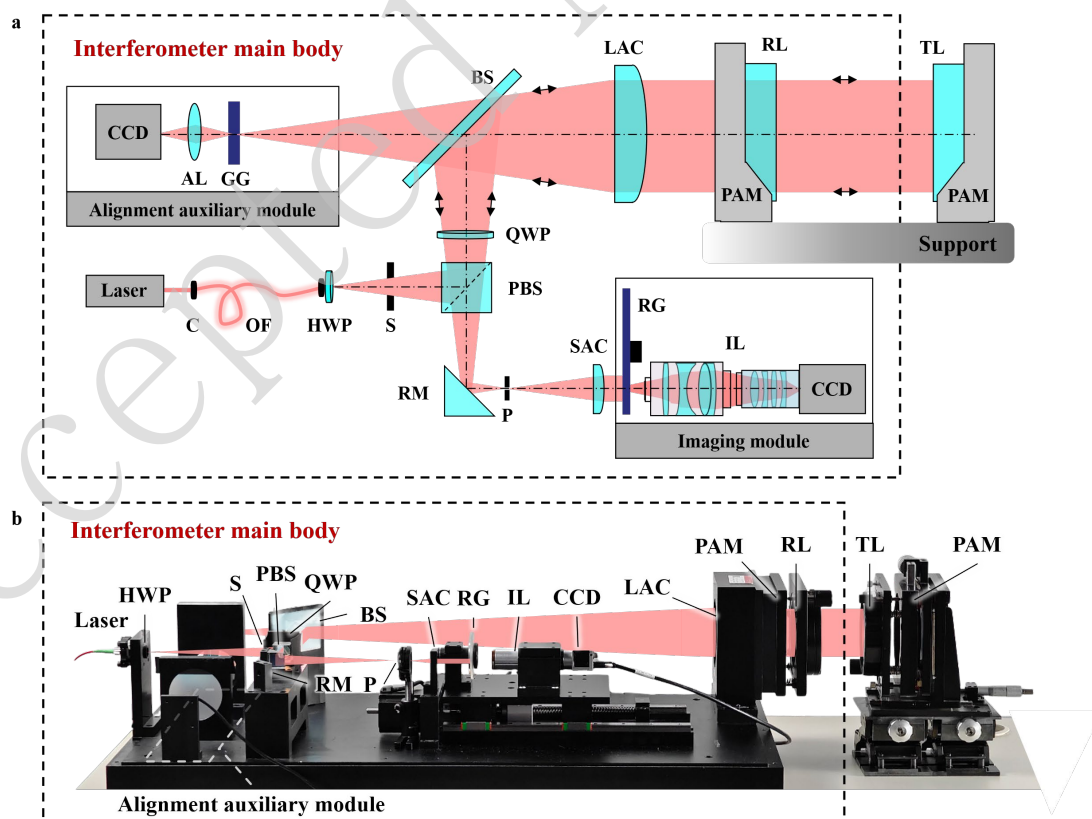 a
Interferometer main body
LAC
RL
TL
BS
CCD
AL
GG
PAM
PAM
Alignment auxiliary module
QWP
Support
Laser
PBS
C
OF
HWP
S
RG
SAC
IL
RM
P
CCD
Imaging module
b
Interferometer main body
PAM
RL
TL
PAM
S
PBS
QWP
SAC
RG
IL
CCD
LAC
HWP
BS
Laser
RM
P
Alignment auxiliary module